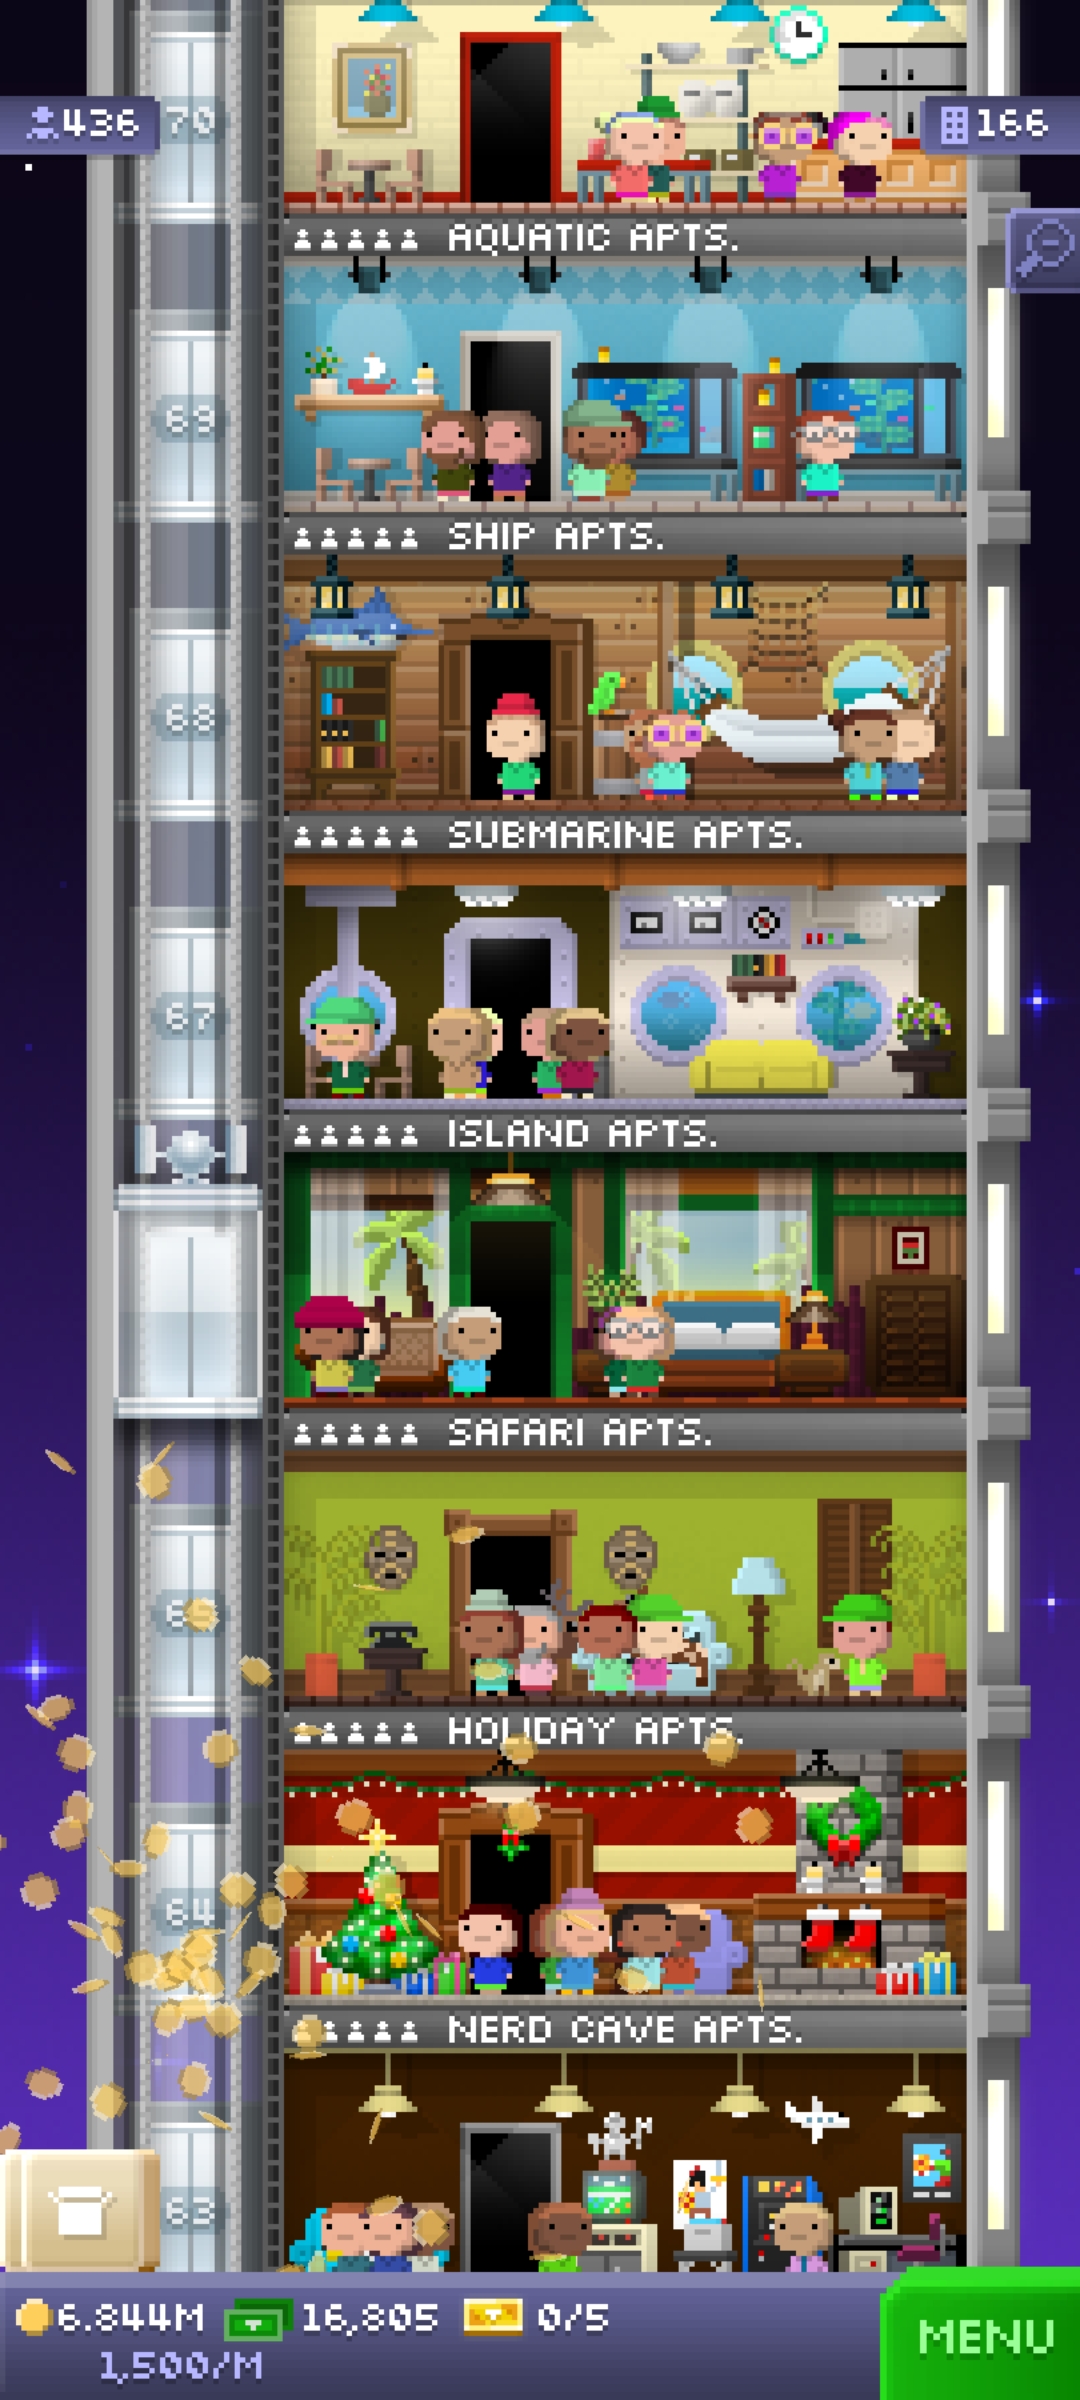 436
70
166
AQUATIC APTS.
69
SHIP APTS.
68
SUBMARINE APTS.
67
ISLAND APTS.
SAFARI APTS.
HOLIDAY APTS.
64
NERD CAVE APTS.
63
6.844M 16,805 0/5
1,500/M
MENU